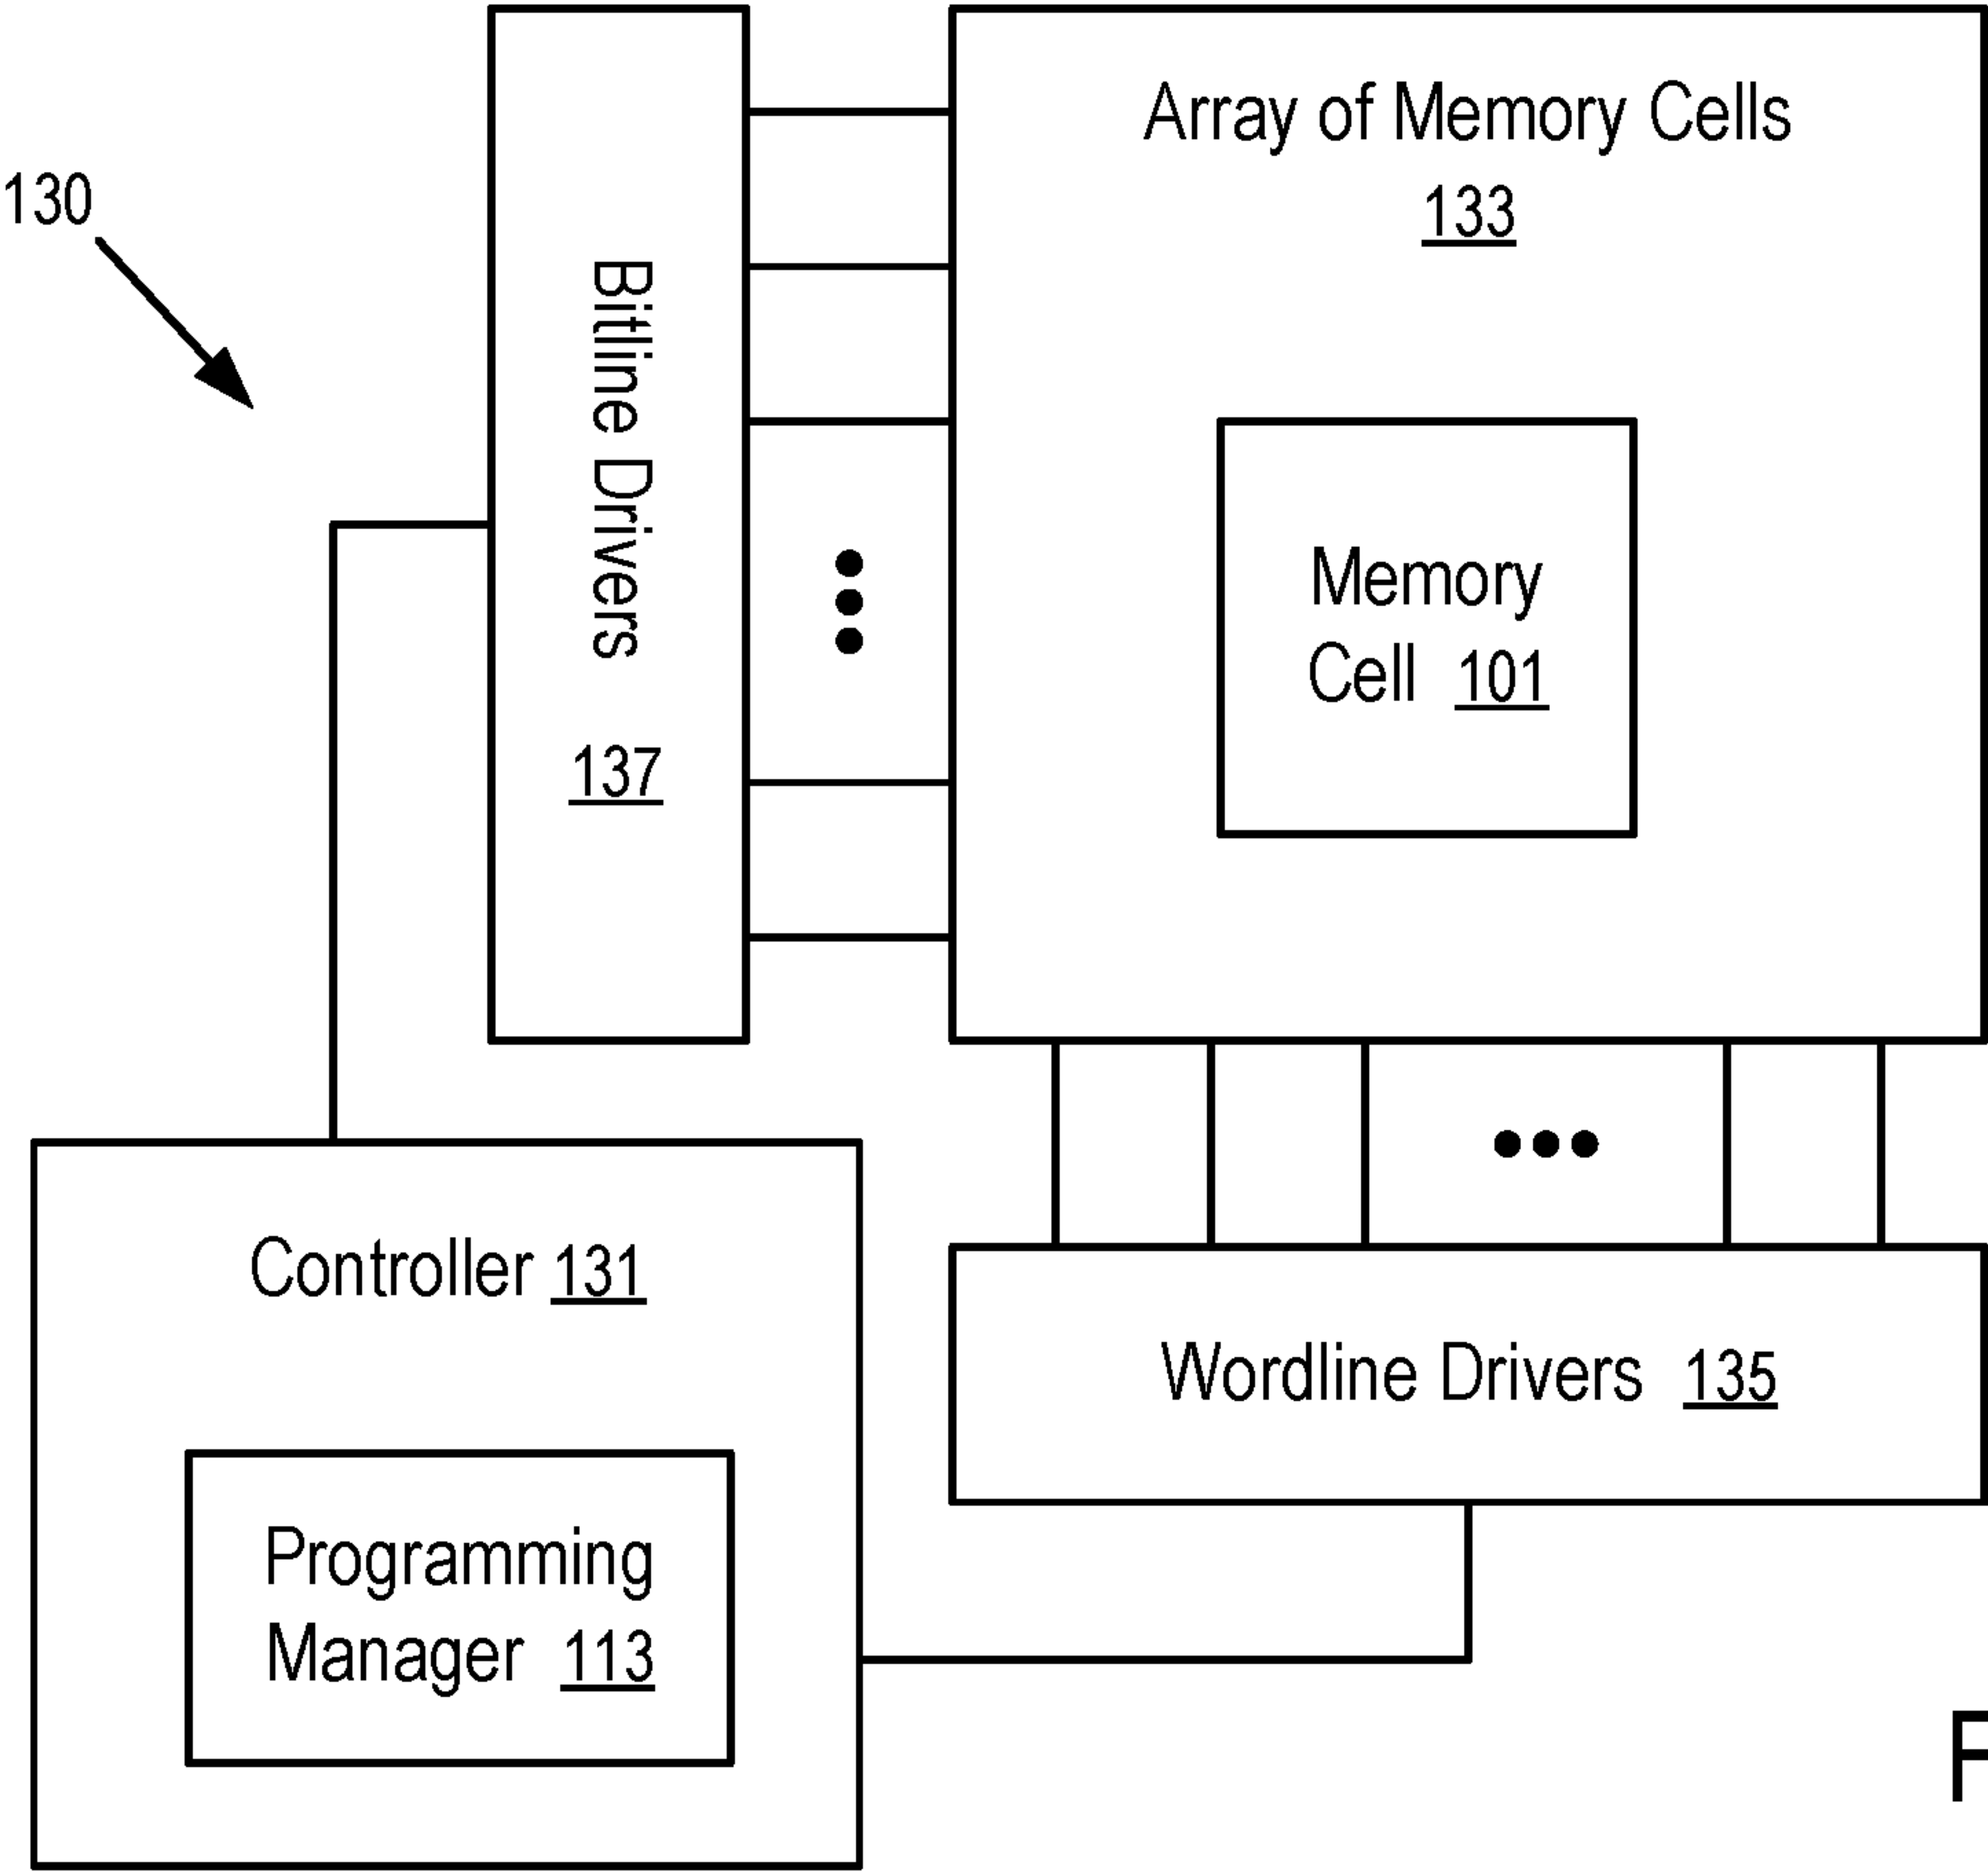 130
Bitline Drivers 137
Array of Memory Cells
133
Memory
Cell 101
Controller 131
Programming
Manager 113
Wordline Drivers 135
F